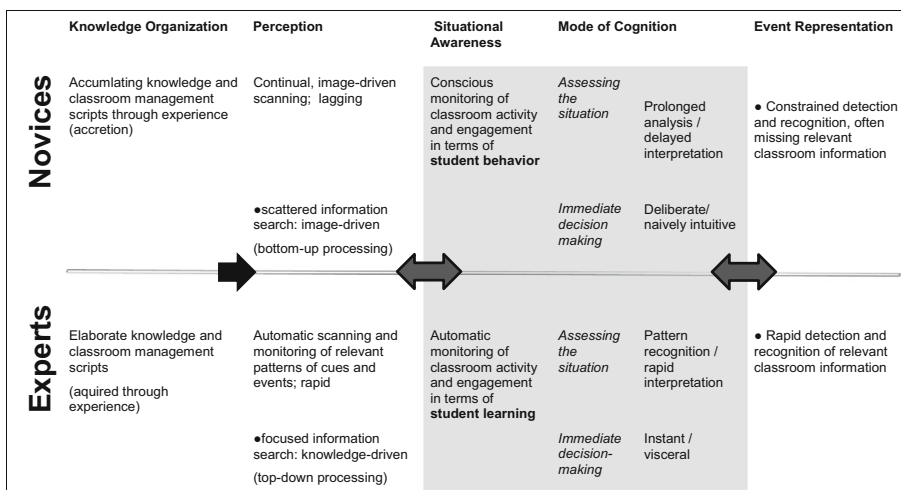 Knowledge Organization
Perception
Situational
Awareness
Mode of Cognition
Event Representation
Novices
Accumlating knowledge and
classroom management
scripts through experience
(accretion)
Continual, image-driven
scanning; lagging
●scattered information
search: image-driven
(bottom-up processing)
Conscious
monitoring of
classroom activity
and engagement
in terms of
student behavior
Assessing
the
situation
Prolonged
analysis /
delayed
interpretation
Immediate
decision
making
Deliberate/
naively intuitive
● Constrained detection
and recognition, often
missing relevant
classroom information
Experts
Elaborate knowledge and
classroom management
scripts
(aquired through
experience)
Automatic scanning and
monitoring of relevant
patterns of cues and
events; rapid
●focused information
search: knowledge-driven
(top-down processing)
Automatic
monitoring of
classroom activity
and engagement
in terms of
student learning
Assessing
the
situation
Pattern
recognition /
rapid
interpretation
Immediate
decision-
making
Instant /
visceral
● Rapid detection and
recognition of relevant
classroom information